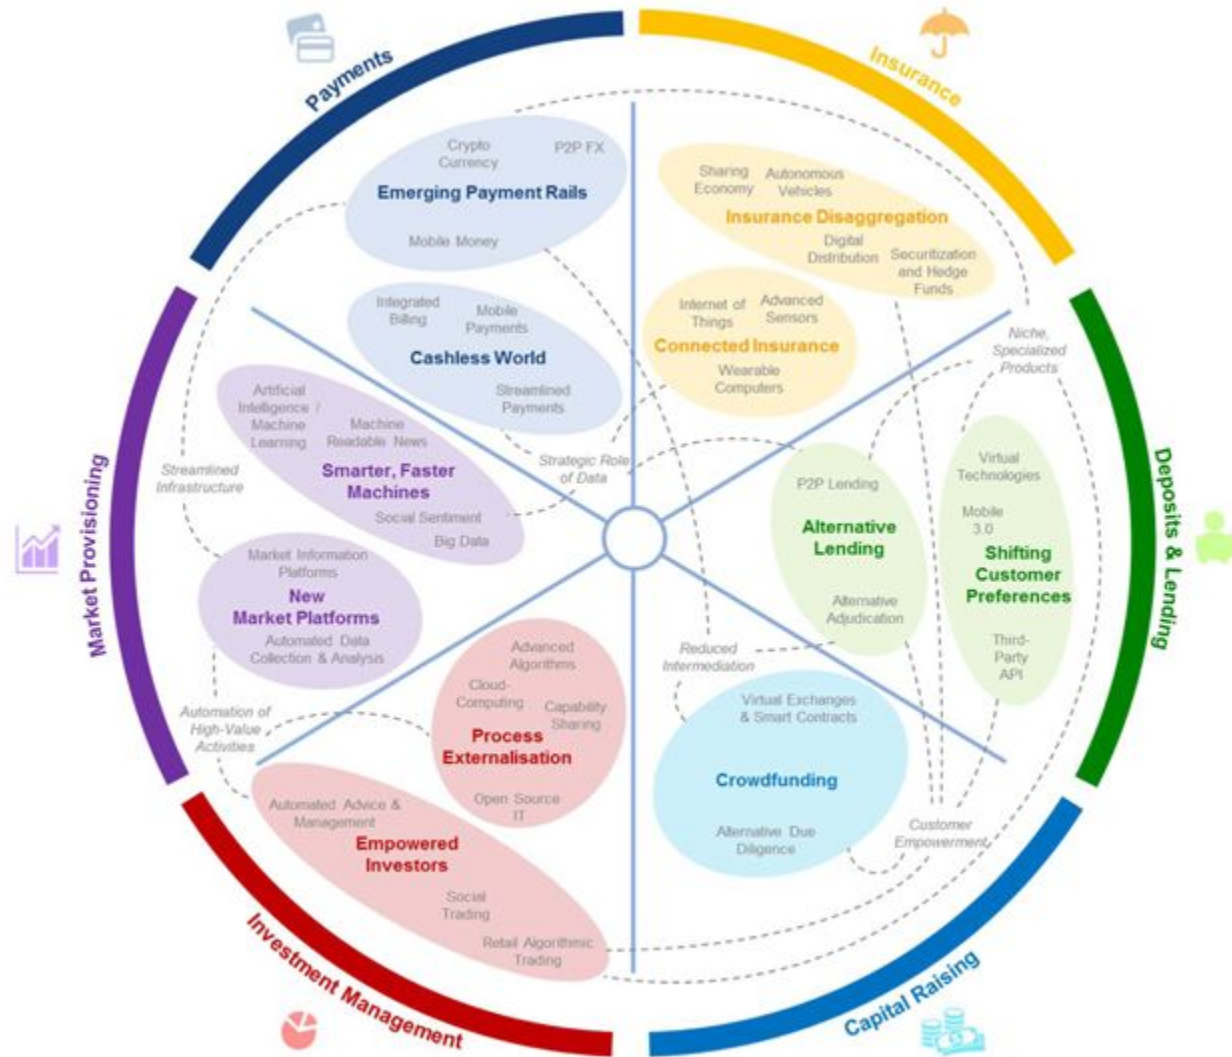 Payments
Insurance
Crypto
Currency
P2P FX
Emerging Payment Rails
Mobile Money
Sharing
Economy
Autonomous
Vehicles
Insurance Disaggregation
Digital
Distribution
Securitization
and Hedge
Funds
Integrated
Billing
Mobile
Payments
Cashless World
Streamlined
Payments
Internet of
Things
Advanced
Sensors
Connected Insurance
Wearable
Computers
Niche,
Specialized
Products
Artificial
Intelligence /
Machine
Learning
Machine
Readable News
Smarter, Faster
Machines
Social Sentiment
Big Data
Streamlined
Infrastructure
Strategic Role
of Data
Market Provisioning
Market Information
Platforms
New
Market Platforms
Automated Data
Collection & Analysis
P2P Lending
Alternative
Lending
Alternative
Adjudication
Virtual
Technologies
Mobile
3.0
Shifting
Customer
Preferences
Third-
Party
API
Deposits & Lending
Automation of
High-Value
Activities
Advanced
Algorithms
Cloud-
Computing
Capability
Sharing
Process
Externalisation
Open Source
IT
Reduced
Intermediation
Virtual Exchanges
& Smart Contracts
Crowdfunding
Alternative Due
Diligence
Customer
Empowerment
Automated Advice &
Management
Empowered
Investors
Social
Trading
Retail Algorithmic
Trading
Investment Management
Capital Raising